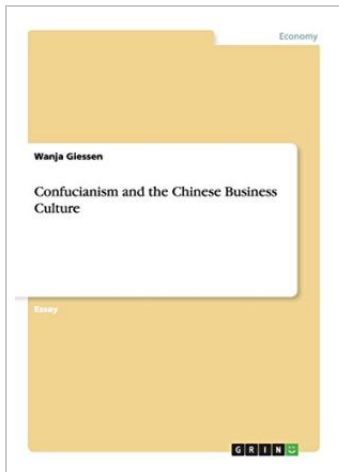 Economy
Wanja Giessen
Confucianism and the Chinese Business
Culture
Essay
GRIN